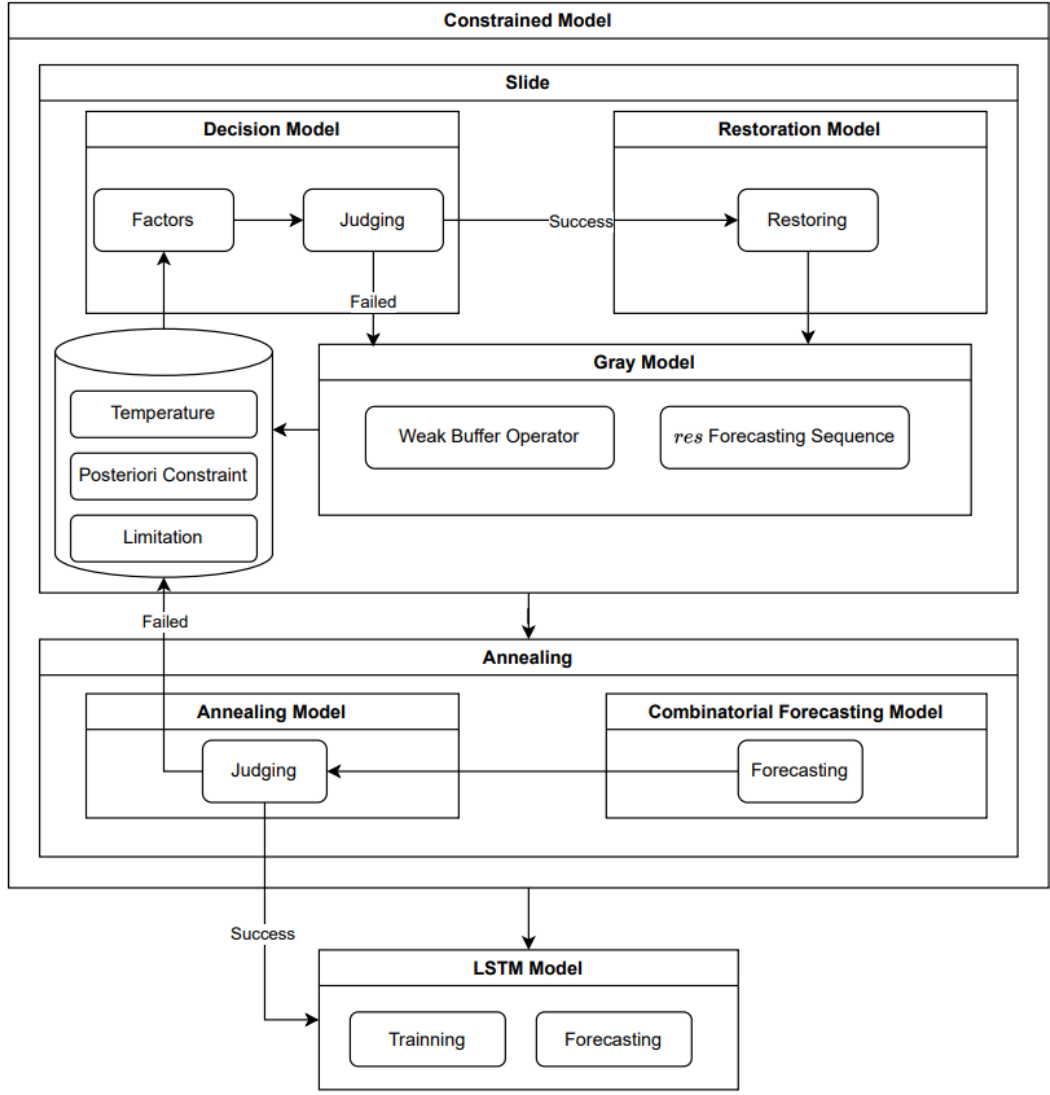 Constrained Model
Slide
Decision Model
Restoration Model
Factors
Judging
Success
Restoring
Failed
Gray Model
Temperature
Weak Buffer Operator
res Forecasting Sequence
Posteriori Constraint
Limitation
Failed
Annealing
Annealing Model
Combinatorial Forecasting Model
Judging
Forecasting
Success
LSTM Model
Trainning
Forecasting